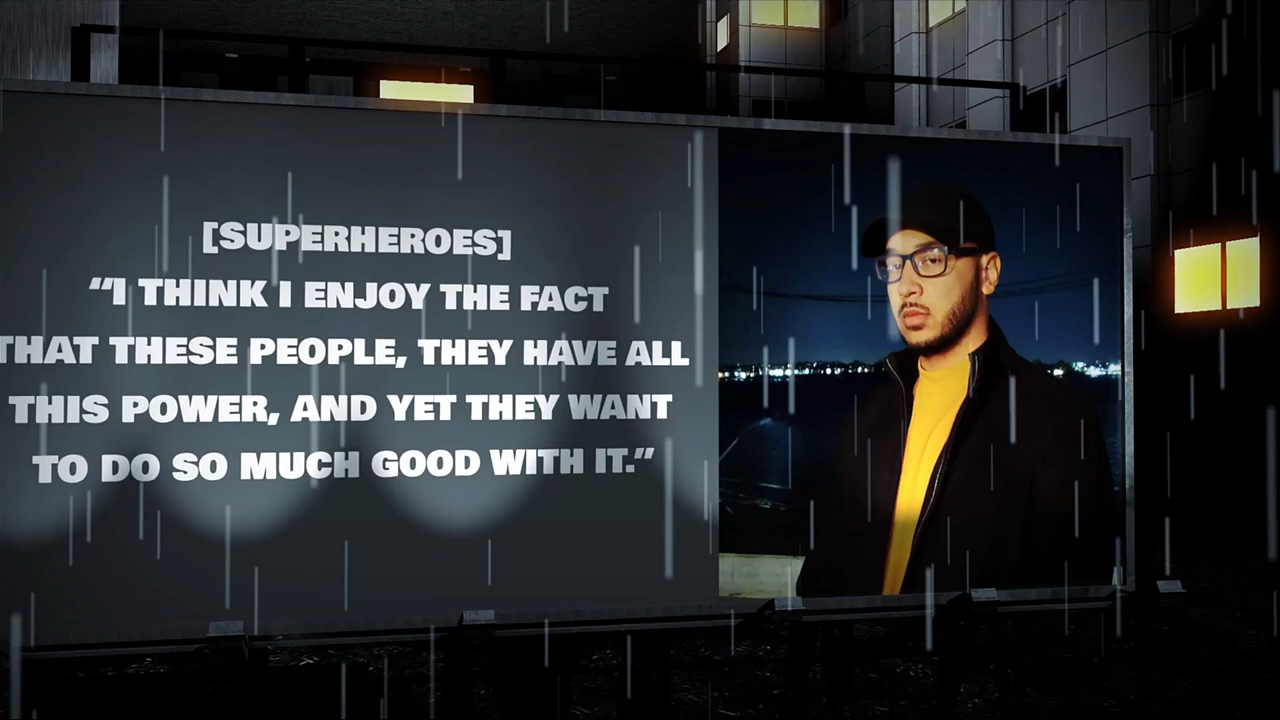 [SUPERHEROES]
“I THINK I ENJOY THE FACT
THAT THESE PEOPLE, THEY HAVE ALL
THIS POWER, AND YET THEY WANT
TO DO SO MUCH GOOD WITH IT.”